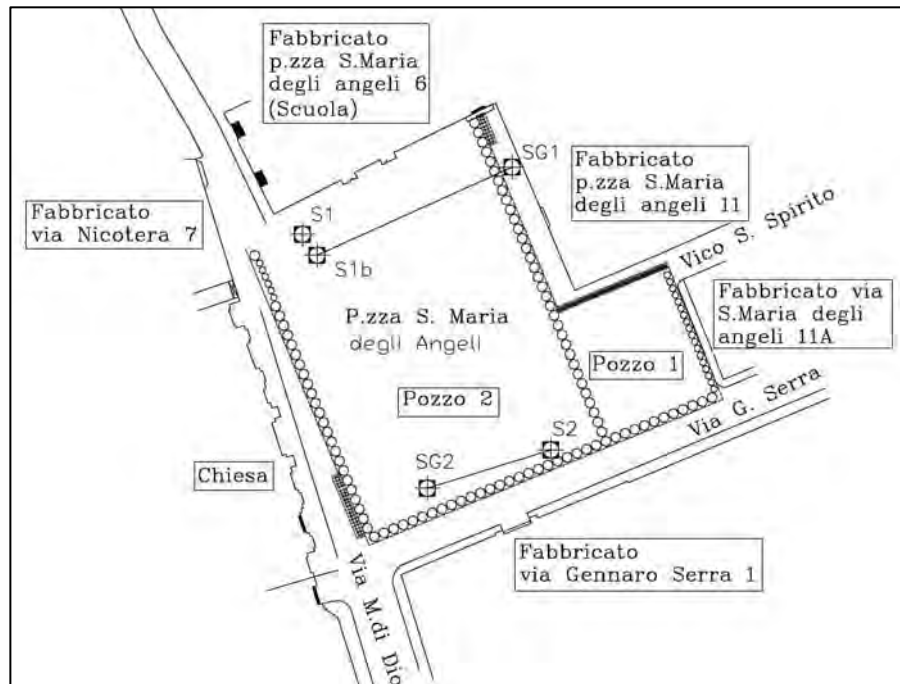 Fabbricato
p.zza S.Maria
degli angeli 6
(Scuola)
SG1
Fabbricato
p.zza S.Maria
degli angeli 11
Fabbricato
via Nicotera 7
S1
S1b
Vico S. Spirito
Fabbricato via
S.Maria degli
angeli 11A
P.zza S. Maria
degli Angeli
Pozzo 1
Pozzo 2
Via G. Serra
S2
SG2
Chiesa
Fabbricato
via Gennaro Serra 1
Via M.di Dio